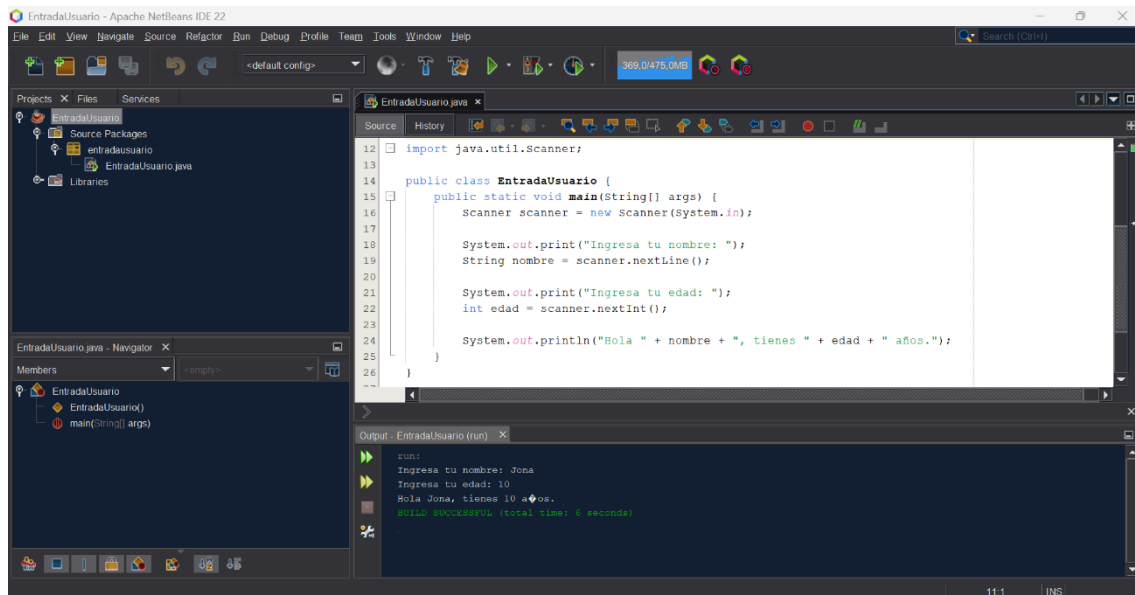 EntradaUsuario - Apache NetBeans IDE 22
File Edit View Navigate Source Refactor Run Debug Profile Team Tools Window Help
Search (Ctrl+I)
<default config>
369,0/475,0MB
Projects Files Services
EntradaUsuario
Source Packages
entradausuario
EntradaUsuario.java
Libraries
EntradaUsuario.java
Source History
12 import java.util.Scanner;
13
14 public class EntradaUsuario {
15 public static void main(String[] args) {
16 Scanner scanner = new Scanner(System.in);
17
18 System.out.print("Ingresa tu nombre: ");
19 String nombre = scanner.nextLine();
20
21 System.out.print("Ingresa tu edad: ");
22 int edad = scanner.nextInt();
23
24 System.out.println("Hola " + nombre + ", tienes " + edad + " años.");
25 }
26 }
EntradaUsuario.java - Navigator
Members <empty>
EntradaUsuario
EntradaUsuario()
main(String[] args)
Output - EntradaUsuario (run)
run:
Ingresa tu nombre: Jona
Ingresa tu edad: 10
Hola Jona, tienes 10 a�os.
BUILD SUCCESSFUL (total time: 6 seconds)
11:1 INS